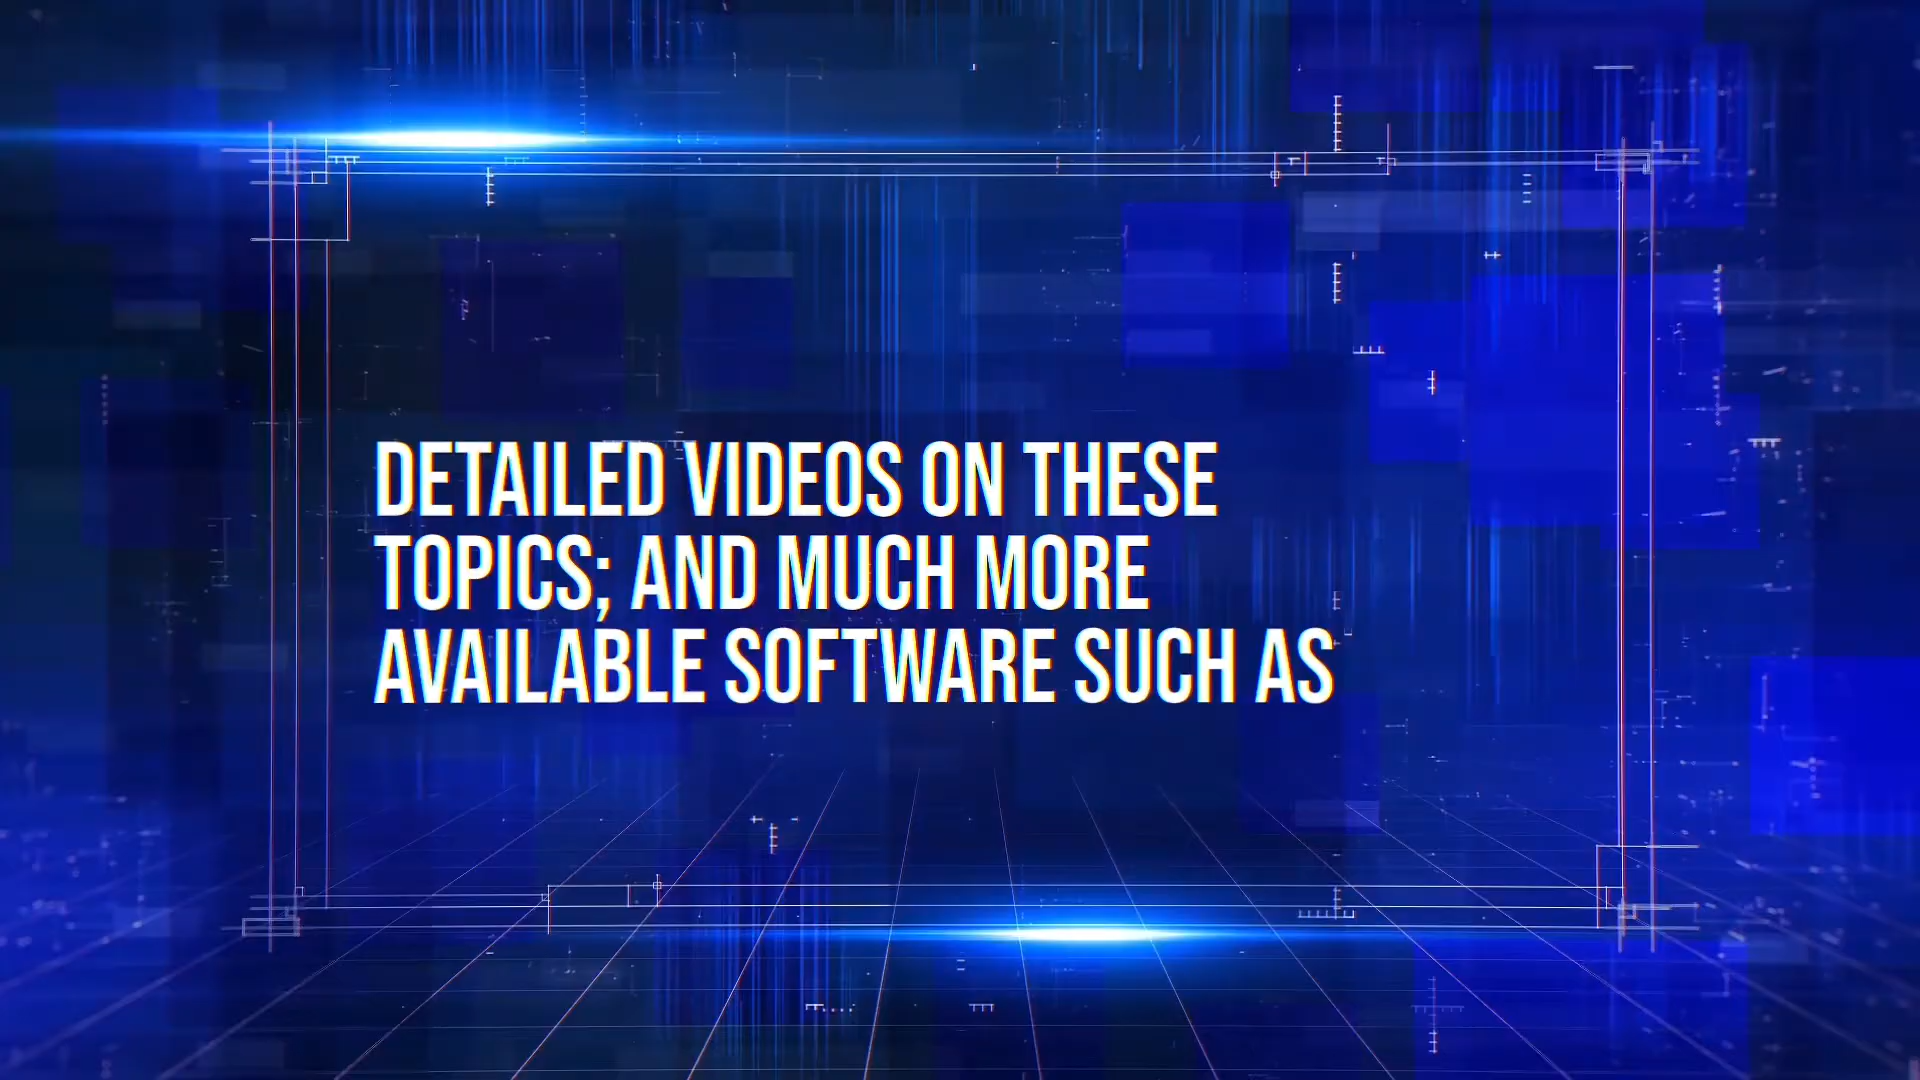 DETAILED VIDEOS ON THESE
TOPICS; AND MUCH MORE
AVAILABLE SOFTWARE SUCH AS